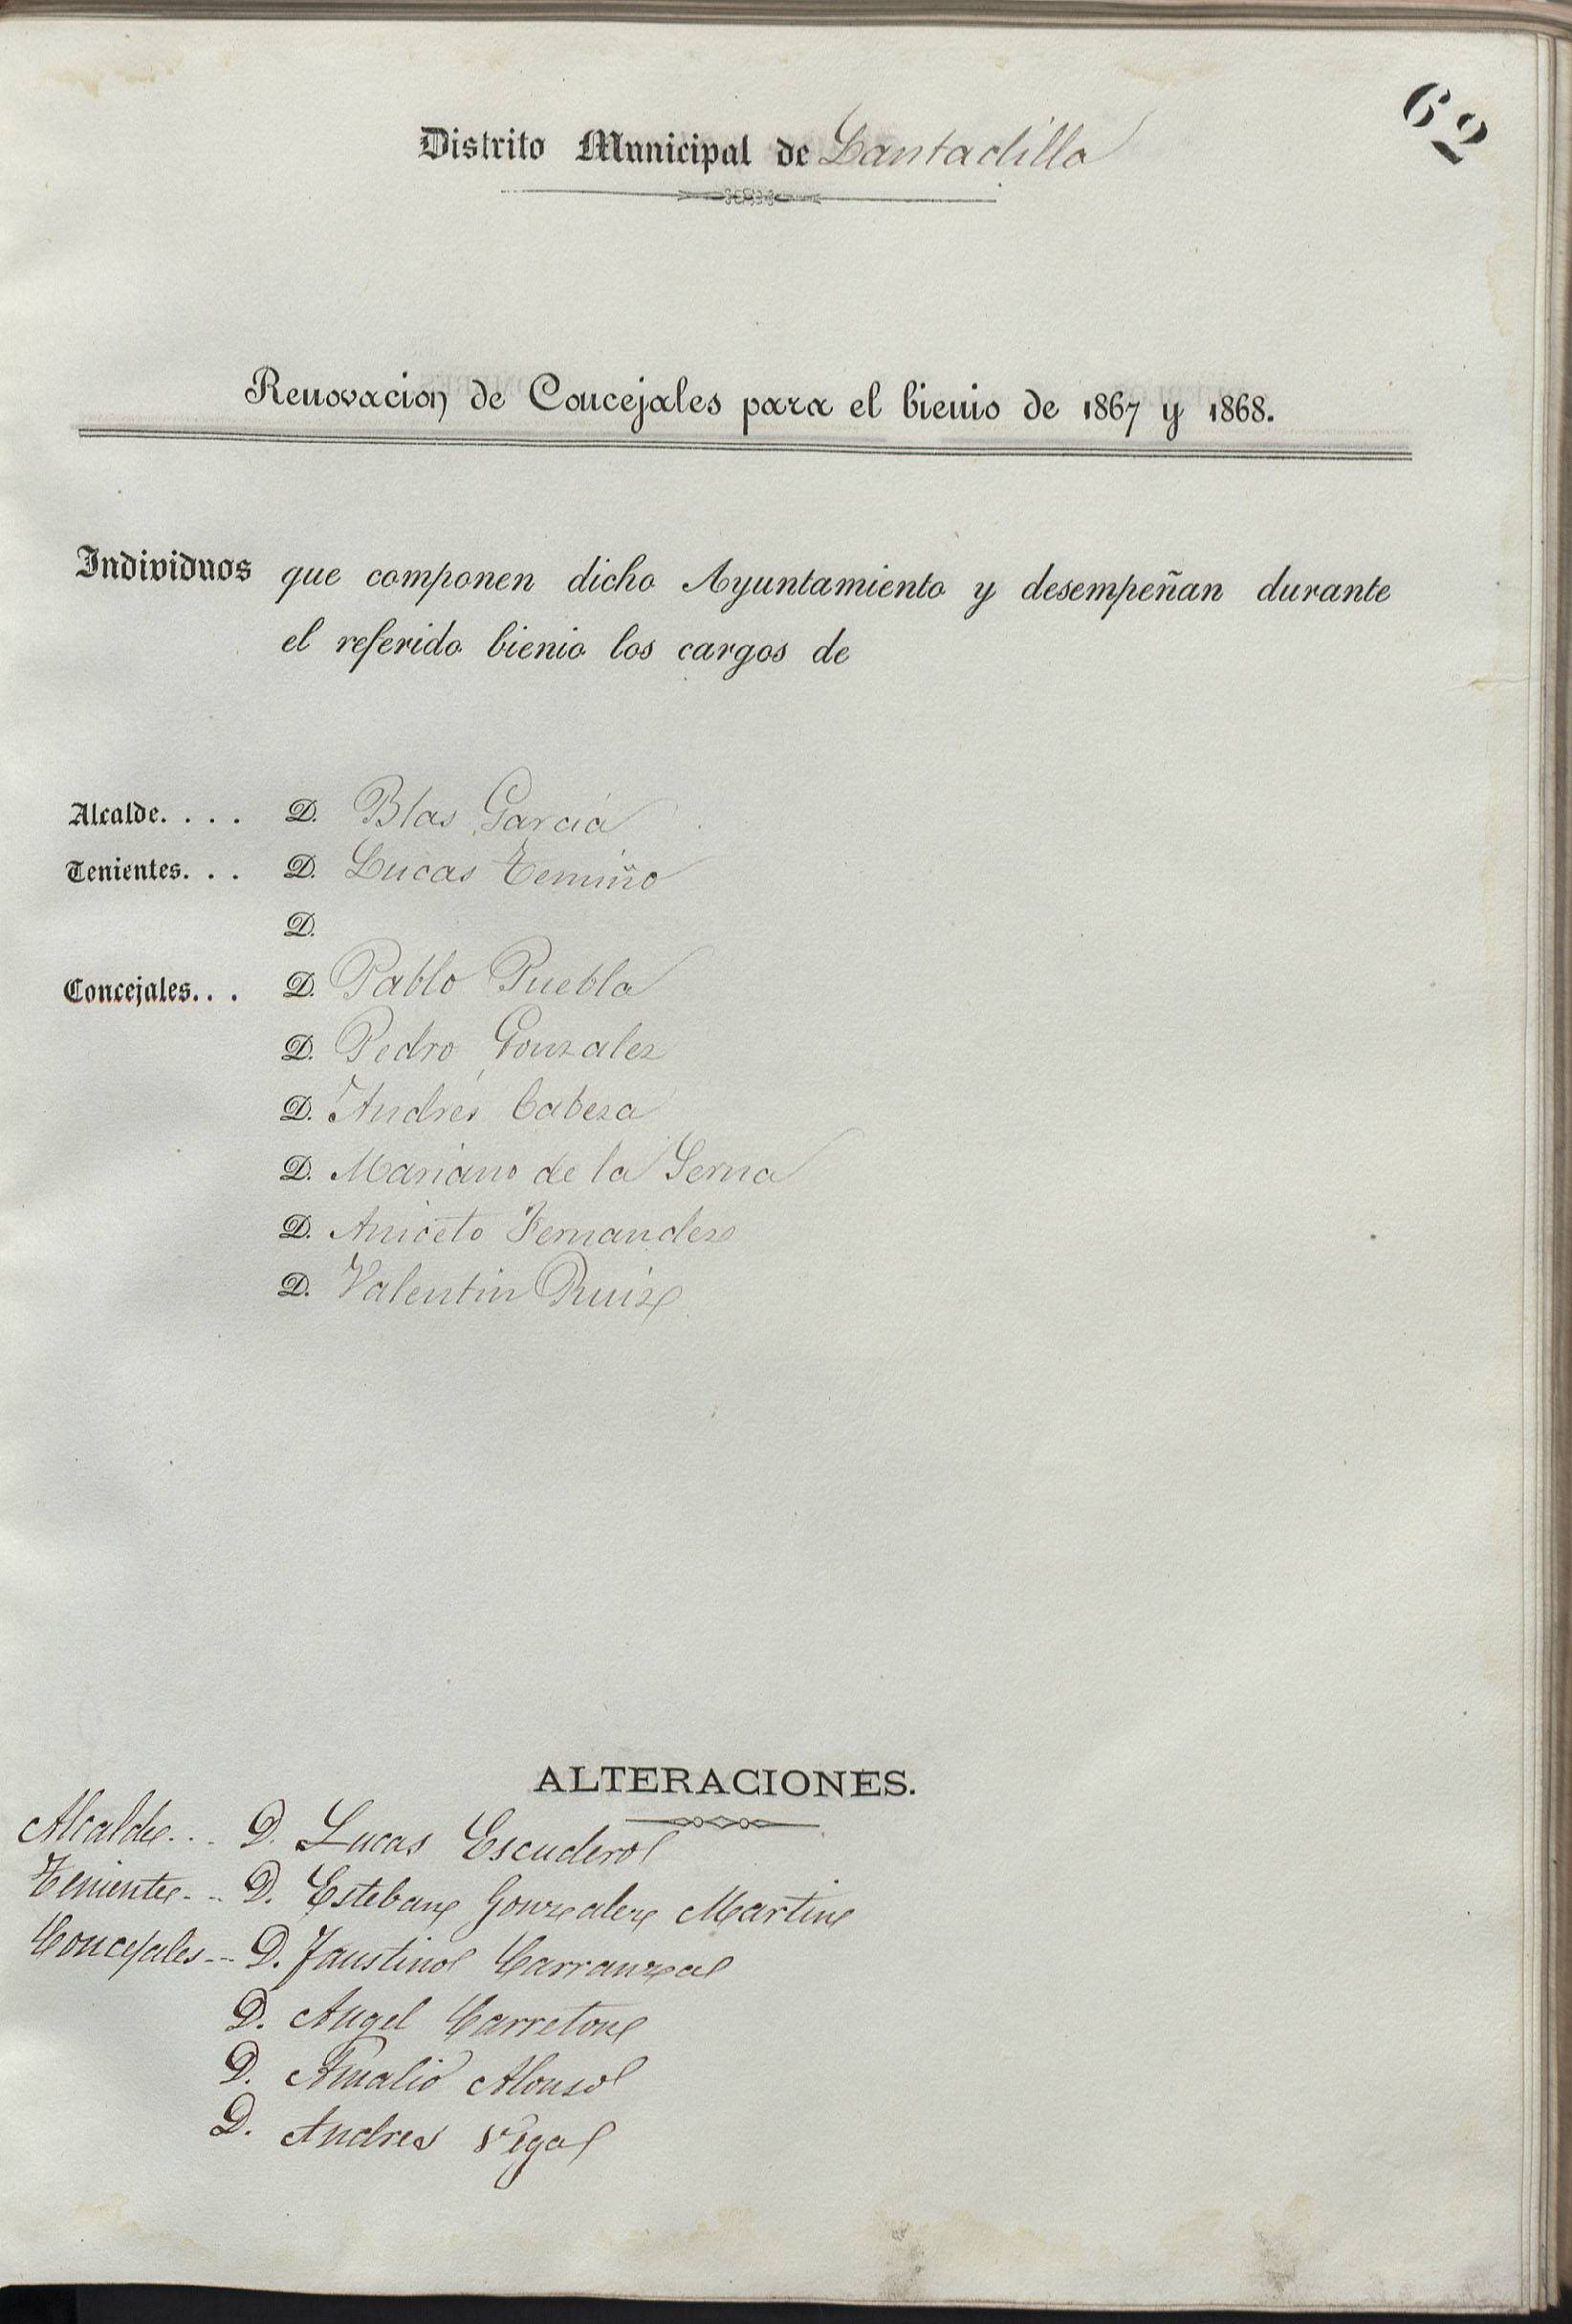 62
Distrito Municipal de Lantadilla
Renovacion de Concejales para el bienio de 1867 y 1868.
Individuos que componen dicho Ayuntamiento y desempeñan durante
el referido bienio los cargos de
Alcalde. . . . D. Blas García
Tenientes. . . D. Lucas Temiño
D.
Concejales. . . D. Pablo Puebla
D. Pedro Gonzalez
D. Andrés Cabeza
D. Mariano de la Serna
D. Aniceto Fernandez
D. Valentin Ruiz
ALTERACIONES.
Alcalde... D. Lucas Escudero
Teniente... D. Esteban Gonzalez Martin
Concejales -- D. Faustino Carranza
D. Angel Carreton
D. Amalio Alonso
D. Andres Vega